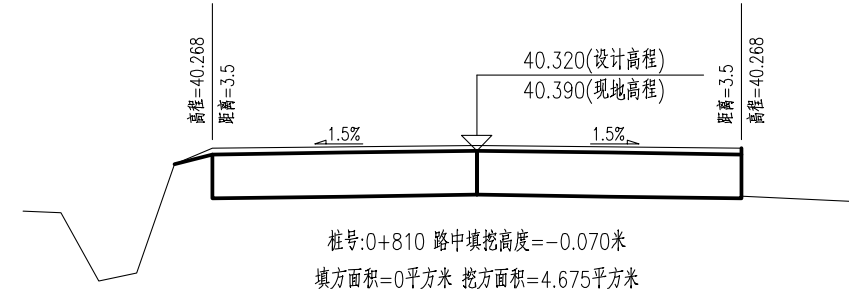 高程=40.268
距离=3.5
40.320(设计高程)
40.390(现地高程)
距离=3.5
高程=40.268
1.5%
1.5%
桩号:0+810 路中填挖高度=-0.070米
填方面积=0平方米 挖方面积=4.675平方米